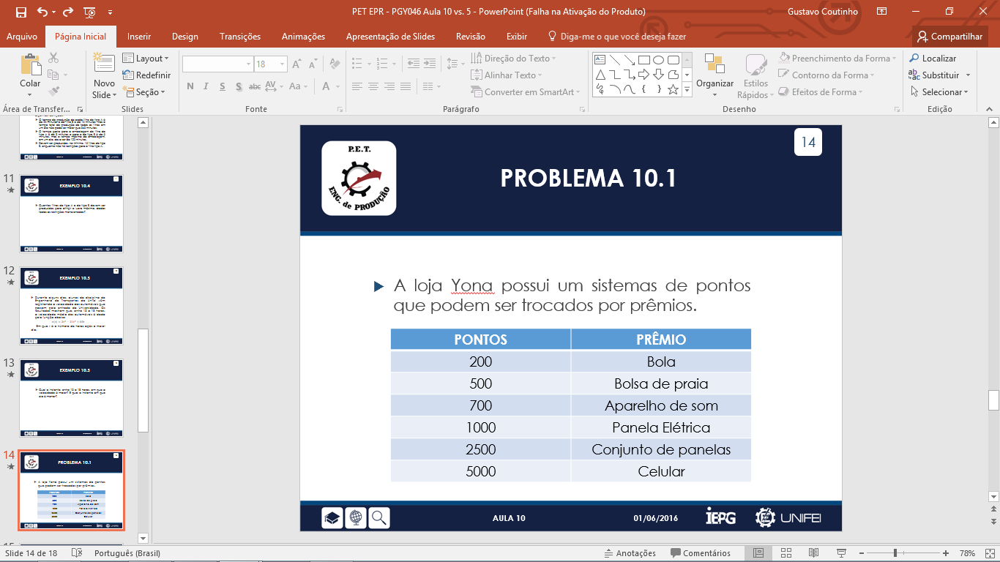 PET EPR - PGY046 Aula 10 vs. 5 - PowerPoint (Falha na Ativação do Produto)
Gustavo Coutinho
Arquivo Página Inicial Inserir Design Transições Animações Apresentação de Slides Revisão Exibir Diga-me o que você deseja fazer Compartilhar
Colar
Novo Slide
Layout
Redefinir
Seção
18
N I S S abc AV Aa A
Direção do Texto
Alinhar Texto
Converter em SmartArt
Organizar
Estilos Rápidos
Preenchimento da Forma
Contorno da Forma
Efeitos de Forma
Localizar
Substituir
Selecionar
Área de Transfer... Slides Fonte Parágrafo Desenho Edição
11
EXEMPLO 10.4
12
EXEMPLO 10.5
13
EXEMPLO 10.5
14
PROBLEMA 10.1
P.E.T.
ENG. de PRODUÇÃO
PROBLEMA 10.1
14
A loja Yona possui um sistemas de pontos
que podem ser trocados por prêmios.
PONTOS PRÊMIO
200 Bola
500 Bolsa de praia
700 Aparelho de som
1000 Panela Elétrica
2500 Conjunto de panelas
5000 Celular
AULA 10 01/06/2016 IEPG UNIFEI
Slide 14 de 18 Português (Brasil) Anotações Comentários 78%